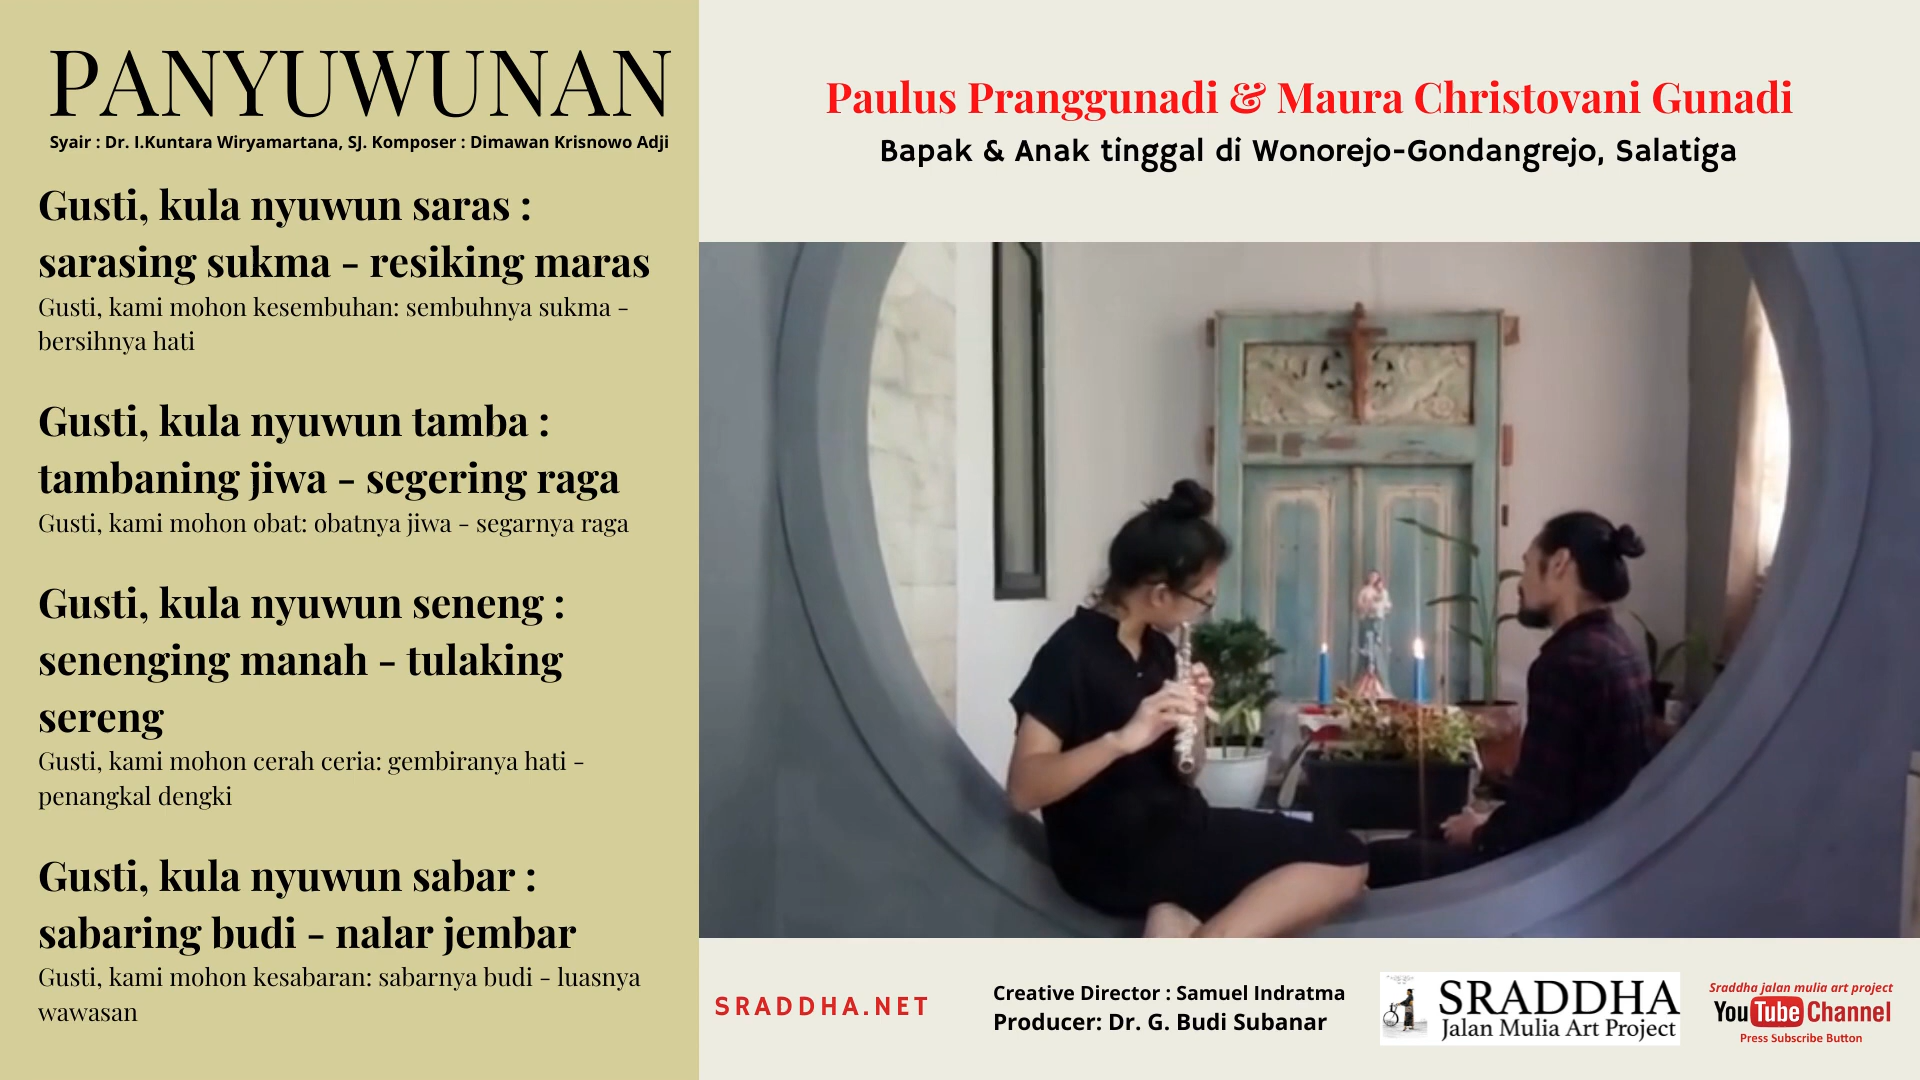 PANYUWUNAN
Syair : Dr. I.Kuntara Wiryamartana, SJ. Komposer : Dimawan Krisnowo Adji
Gusti, kula nyuwun saras :
sarasing sukma - resiking maras
Gusti, kami mohon kesembuhan: sembuhnya sukma -
bersihnya hati
Gusti, kula nyuwun tamba :
tambaning jiwa - segering raga
Gusti, kami mohon obat: obatnya jiwa - segarnya raga
Gusti, kula nyuwun seneng :
senenging manah - tulaking
sereng
Gusti, kami mohon cerah ceria: gembiranya hati -
penangkal dengki
Gusti, kula nyuwun sabar :
sabaring budi - nalar jembar
Gusti, kami mohon kesabaran: sabarnya budi - luasnya
wawasan
Paulus Pranggunadi & Maura Christovani Gunadi
Bapak & Anak tinggal di Wonorejo-Gondangrejo, Salatiga
SRADDHA.NET
Creative Director : Samuel Indratma
Producer: Dr. G. Budi Subanar
SRADDHA
Jalan Mulia Art Project
Sraddha jalan mulia art project
YouTube Channel
Press Subscribe Button